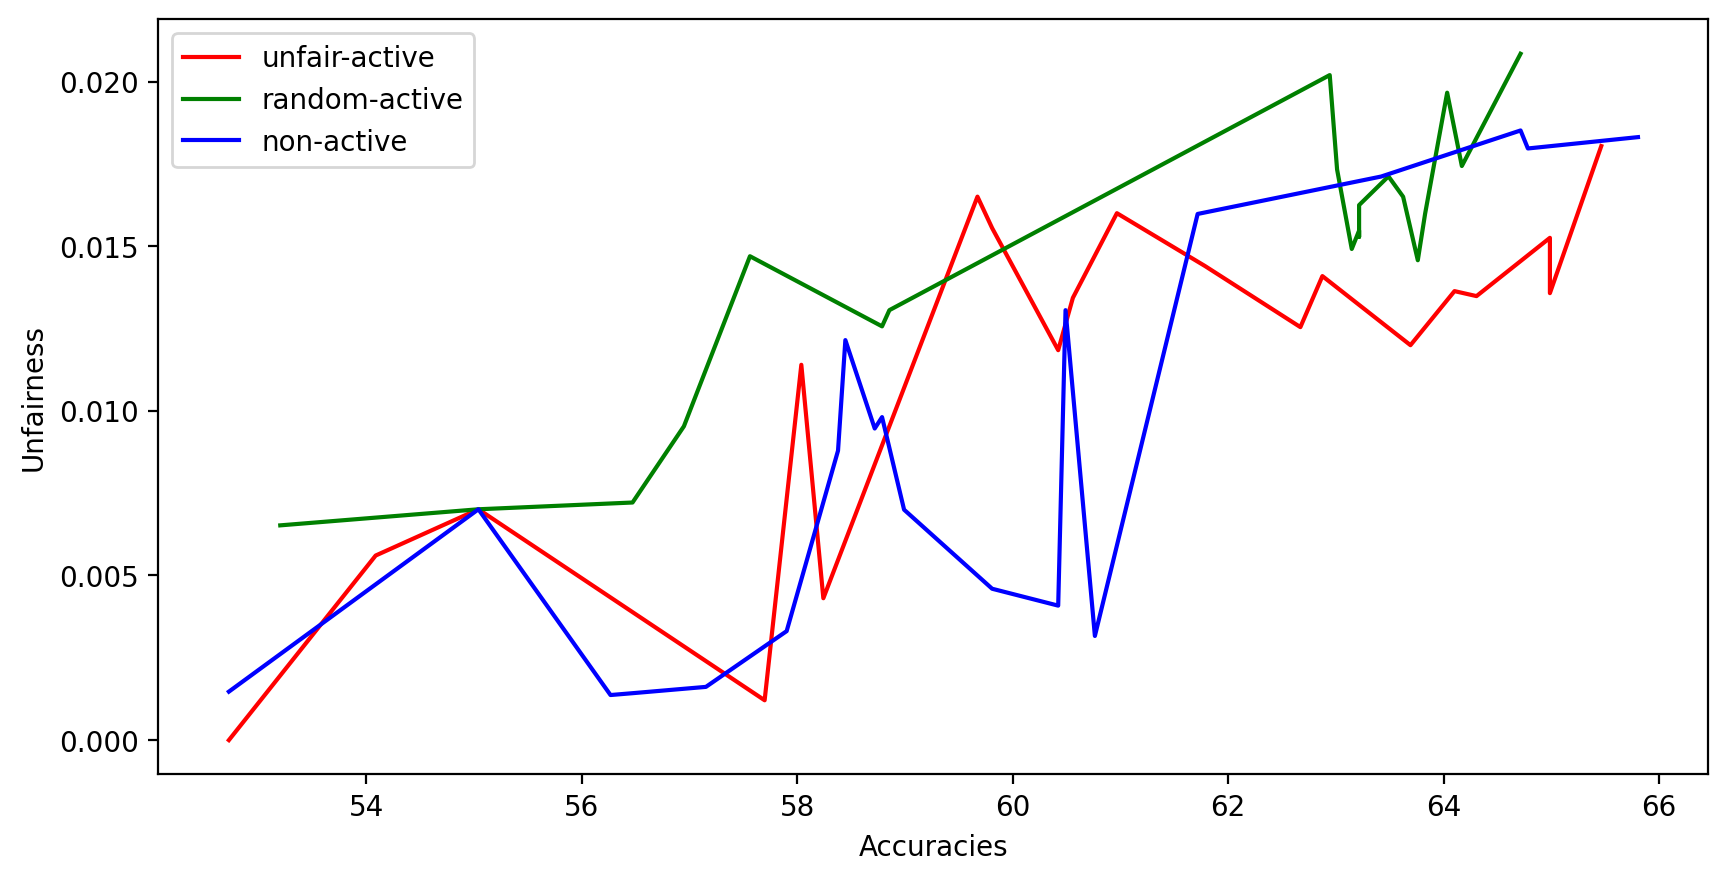 unfair-active
random-active
non-active
Unfairness
0.020
0.015
0.010
0.005
0.000
54 56 58 60 62 64 66
Accuracies